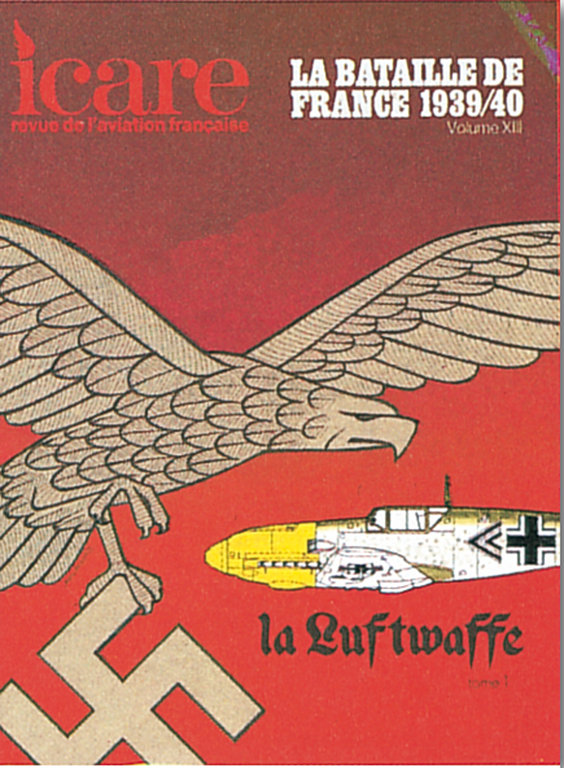 icare
revue de l'aviation française
LA BATAILLE DE
FRANCE 1939/40
Volume XIII
la Luftwaffe
tome 1